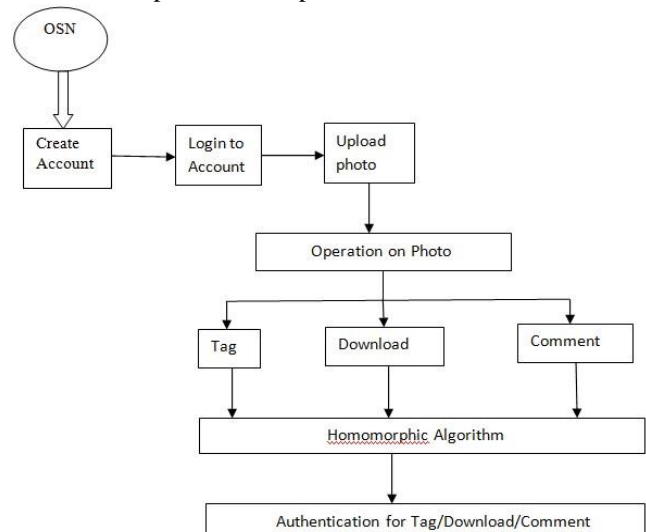 OSN
Create
Account
Login to
Account
Upload
photo
Operation on Photo
Tag
Download
Comment
Homomorphic Algorithm
Authentication for Tag/Download/Comment